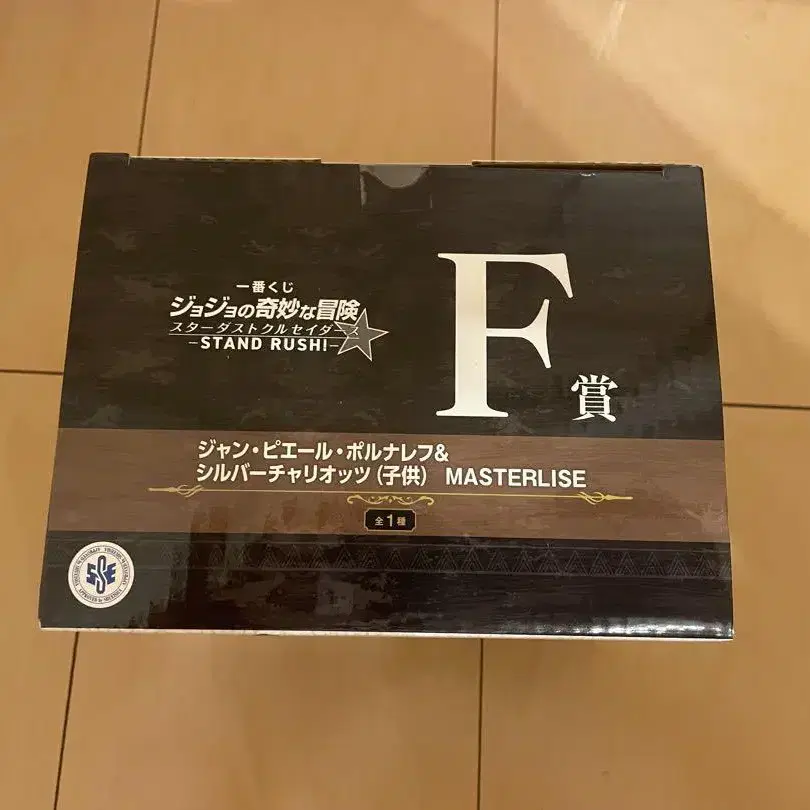 一番くじ
ジョジョの奇妙な冒険
スターダストクルセイダース
-STAND RUSH!-
F賞
ジャン・ピエール・ポルナレフ&
シルバーチャリオッツ(子供) MASTERLISE
全1種